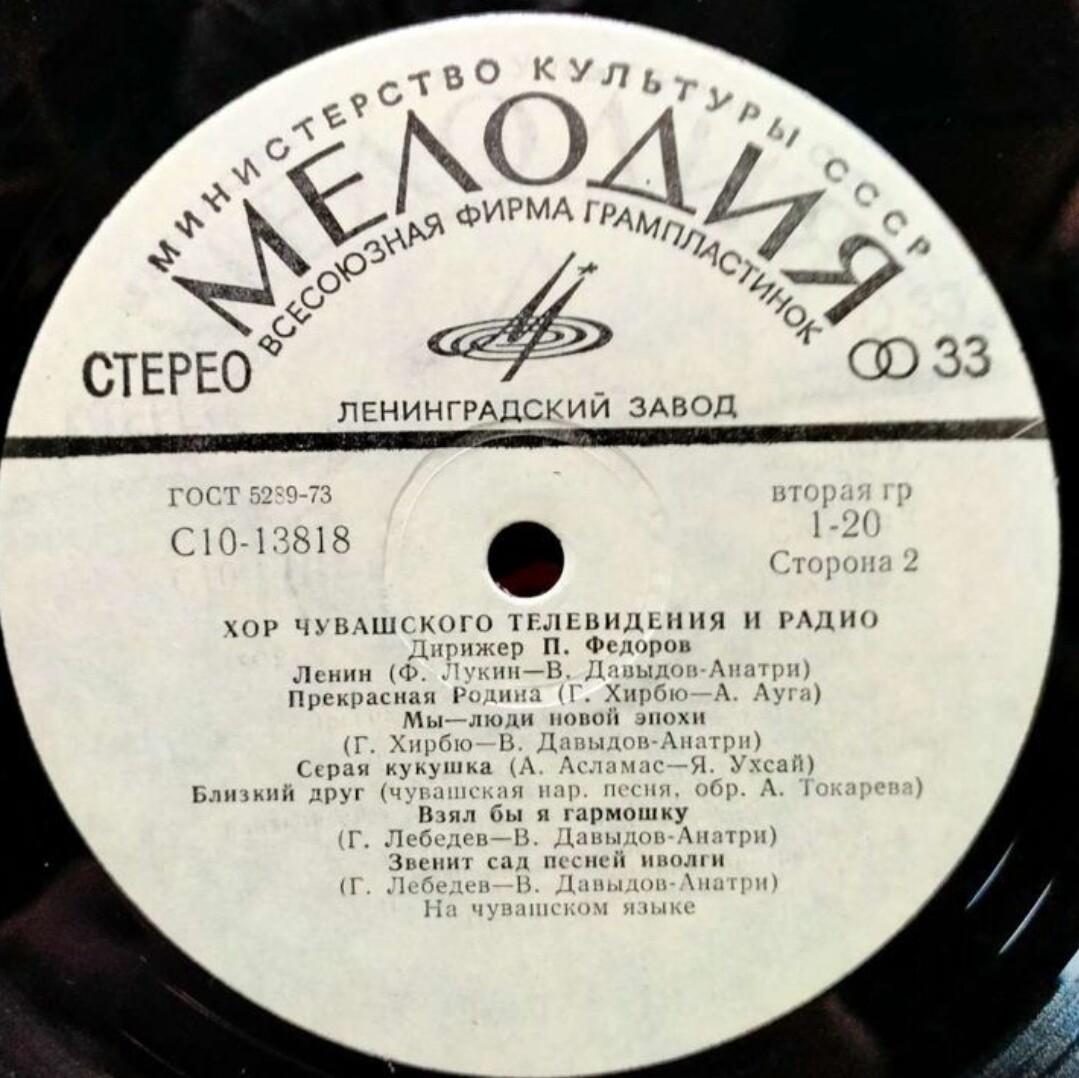 МИНИСТЕРСТВО КУЛЬТУРЫ СССР
МЕЛОДИЯ
ВСЕСОЮЗНАЯ ФИРМА ГРАМПЛАСТИНОК
СТЕРЕО
33
ЛЕНИНГРАДСКИЙ ЗАВОД
ГОСТ 5289-73
С10-13818
вторая гр
1-20
Сторона 2
ХОР ЧУВАШСКОГО ТЕЛЕВИДЕНИЯ И РАДИО
Дирижер П. Федоров
Ленин (Ф. Лукин—В. Давыдов-Анатри)
Прекрасная Родина (Г. Хирбю—А. Ауга)
Мы—люди новой эпохи
(Г. Хирбю—В. Давыдов-Анатри)
Серая кукушка (А. Асламас—Я. Ухсай)
Близкий друг (чувашская нар. песня, обр. А. Токарева)
Взял бы я гармошку
(Г. Лебедев—В. Давыдов-Анатри)
Звенит сад песней иволги
(Г. Лебедев—В. Давыдов-Анатри)
На чувашском языке